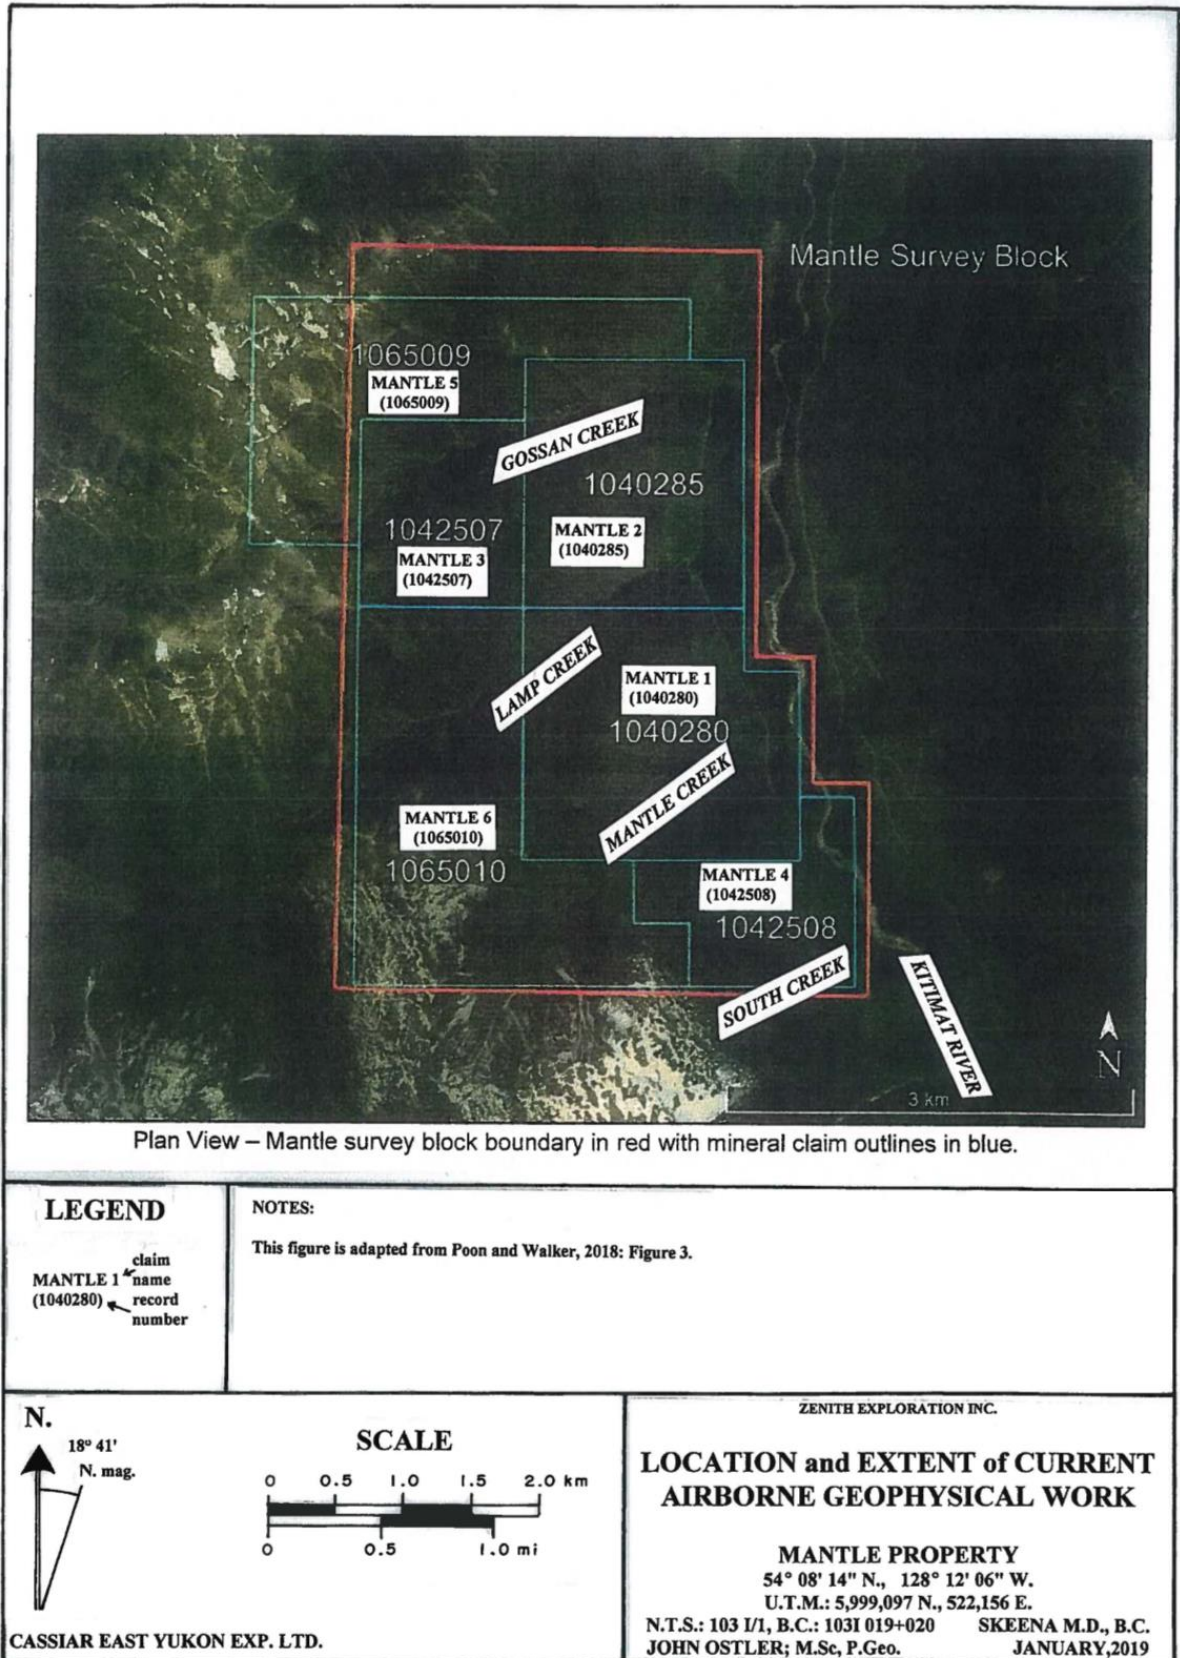 Mantle Survey Block
1065009
MANTLE 5
(1065009)
GOSSAN CREEK
1040285
1042507
MANTLE 2
(1040285)
MANTLE 3
(1042507)
LAMP CREEK
MANTLE 1
(1040280)
1040280
MANTLE CREEK
MANTLE 6
(1065010)
1065010
MANTLE 4
(1042508)
1042508
SOUTH CREEK
KITIMAT RIVER
N
3 km
Plan View – Mantle survey block boundary in red with mineral claim outlines in blue.
LEGEND
claim
MANTLE 1 name
(1040280) record
number
NOTES:
This figure is adapted from Poon and Walker, 2018: Figure 3.
N.
18° 41'
N. mag.
SCALE
0 0.5 1.0 1.5 2.0 km
0 0.5 1.0 mi
CASSIAR EAST YUKON EXP. LTD.
ZENITH EXPLORATION INC.
LOCATION and EXTENT of CURRENT
AIRBORNE GEOPHYSICAL WORK
MANTLE PROPERTY
54° 08' 14" N., 128° 12' 06" W.
U.T.M.: 5,999,097 N., 522,156 E.
N.T.S.: 103 I/1, B.C.: 103I 019+020 SKEENA M.D., B.C.
JOHN OSTLER; M.Sc, P.Geo. JANUARY,2019